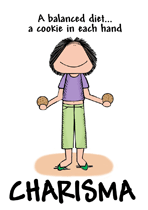 A balanced diet...
a cookie in each hand
CHARISMA